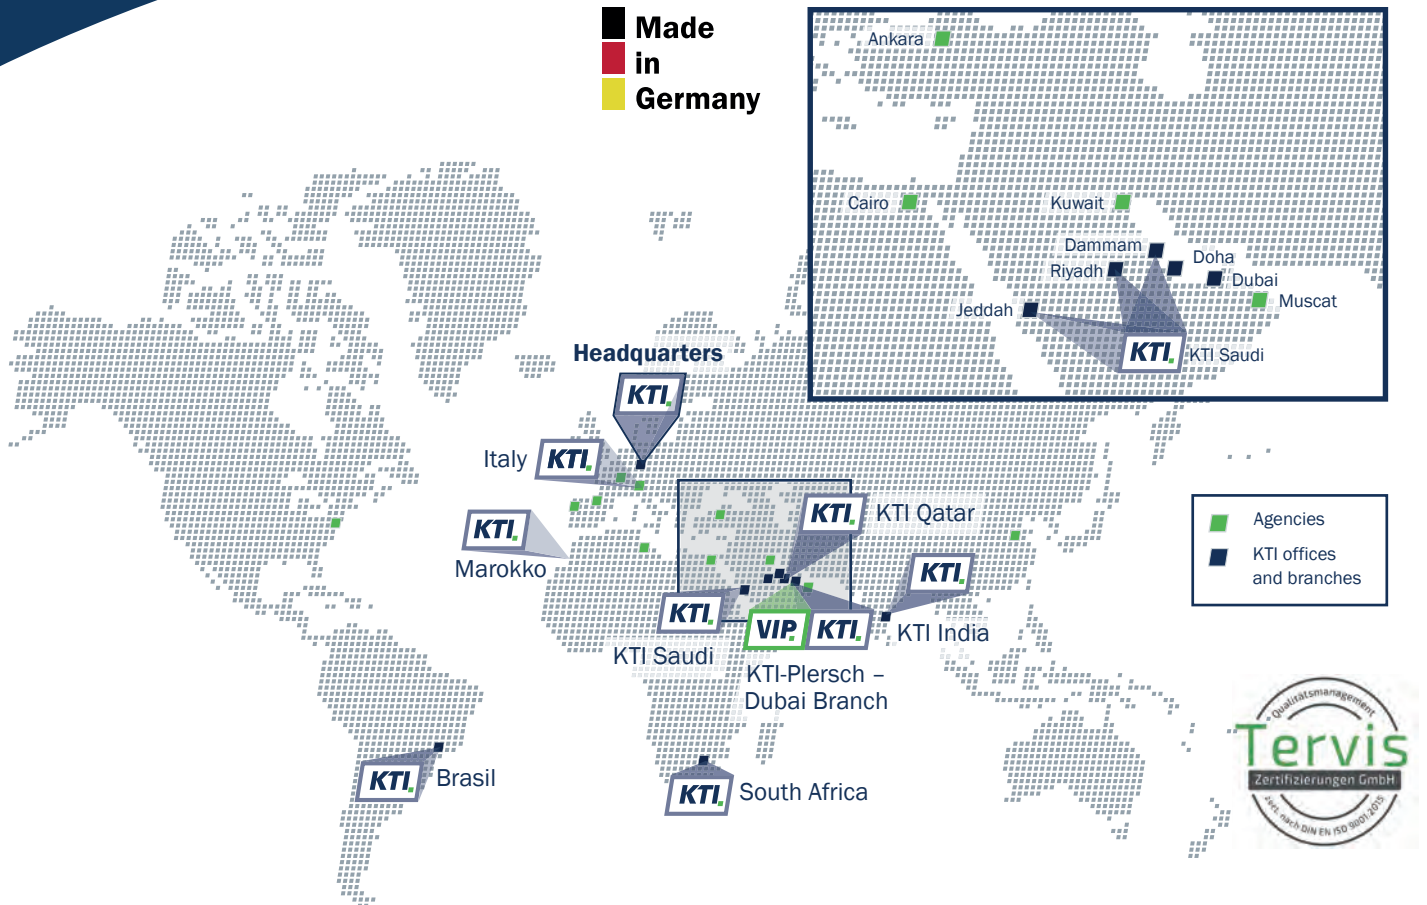 Made
in
Germany
Ankara
Cairo
Kuwait
Dammam
Doha
Riyadh
Dubai
Muscat
Jeddah
KTI.
KTI Saudi
Headquarters
KTI.
Italy
KTI.
KTI.
Marokko
KTI.
KTI Qatar
KTI.
KTI India
KTI.
KTI Saudi
VIP.
KTI.
KTI-Plersch –
Dubai Branch
KTI.
Brasil
KTI.
South Africa
Agencies
KTI offices
and branches
Qualitätsmanagement
Tervis
Zertifizierungen GmbH
zert. nach DIN EN ISO 9001:2015